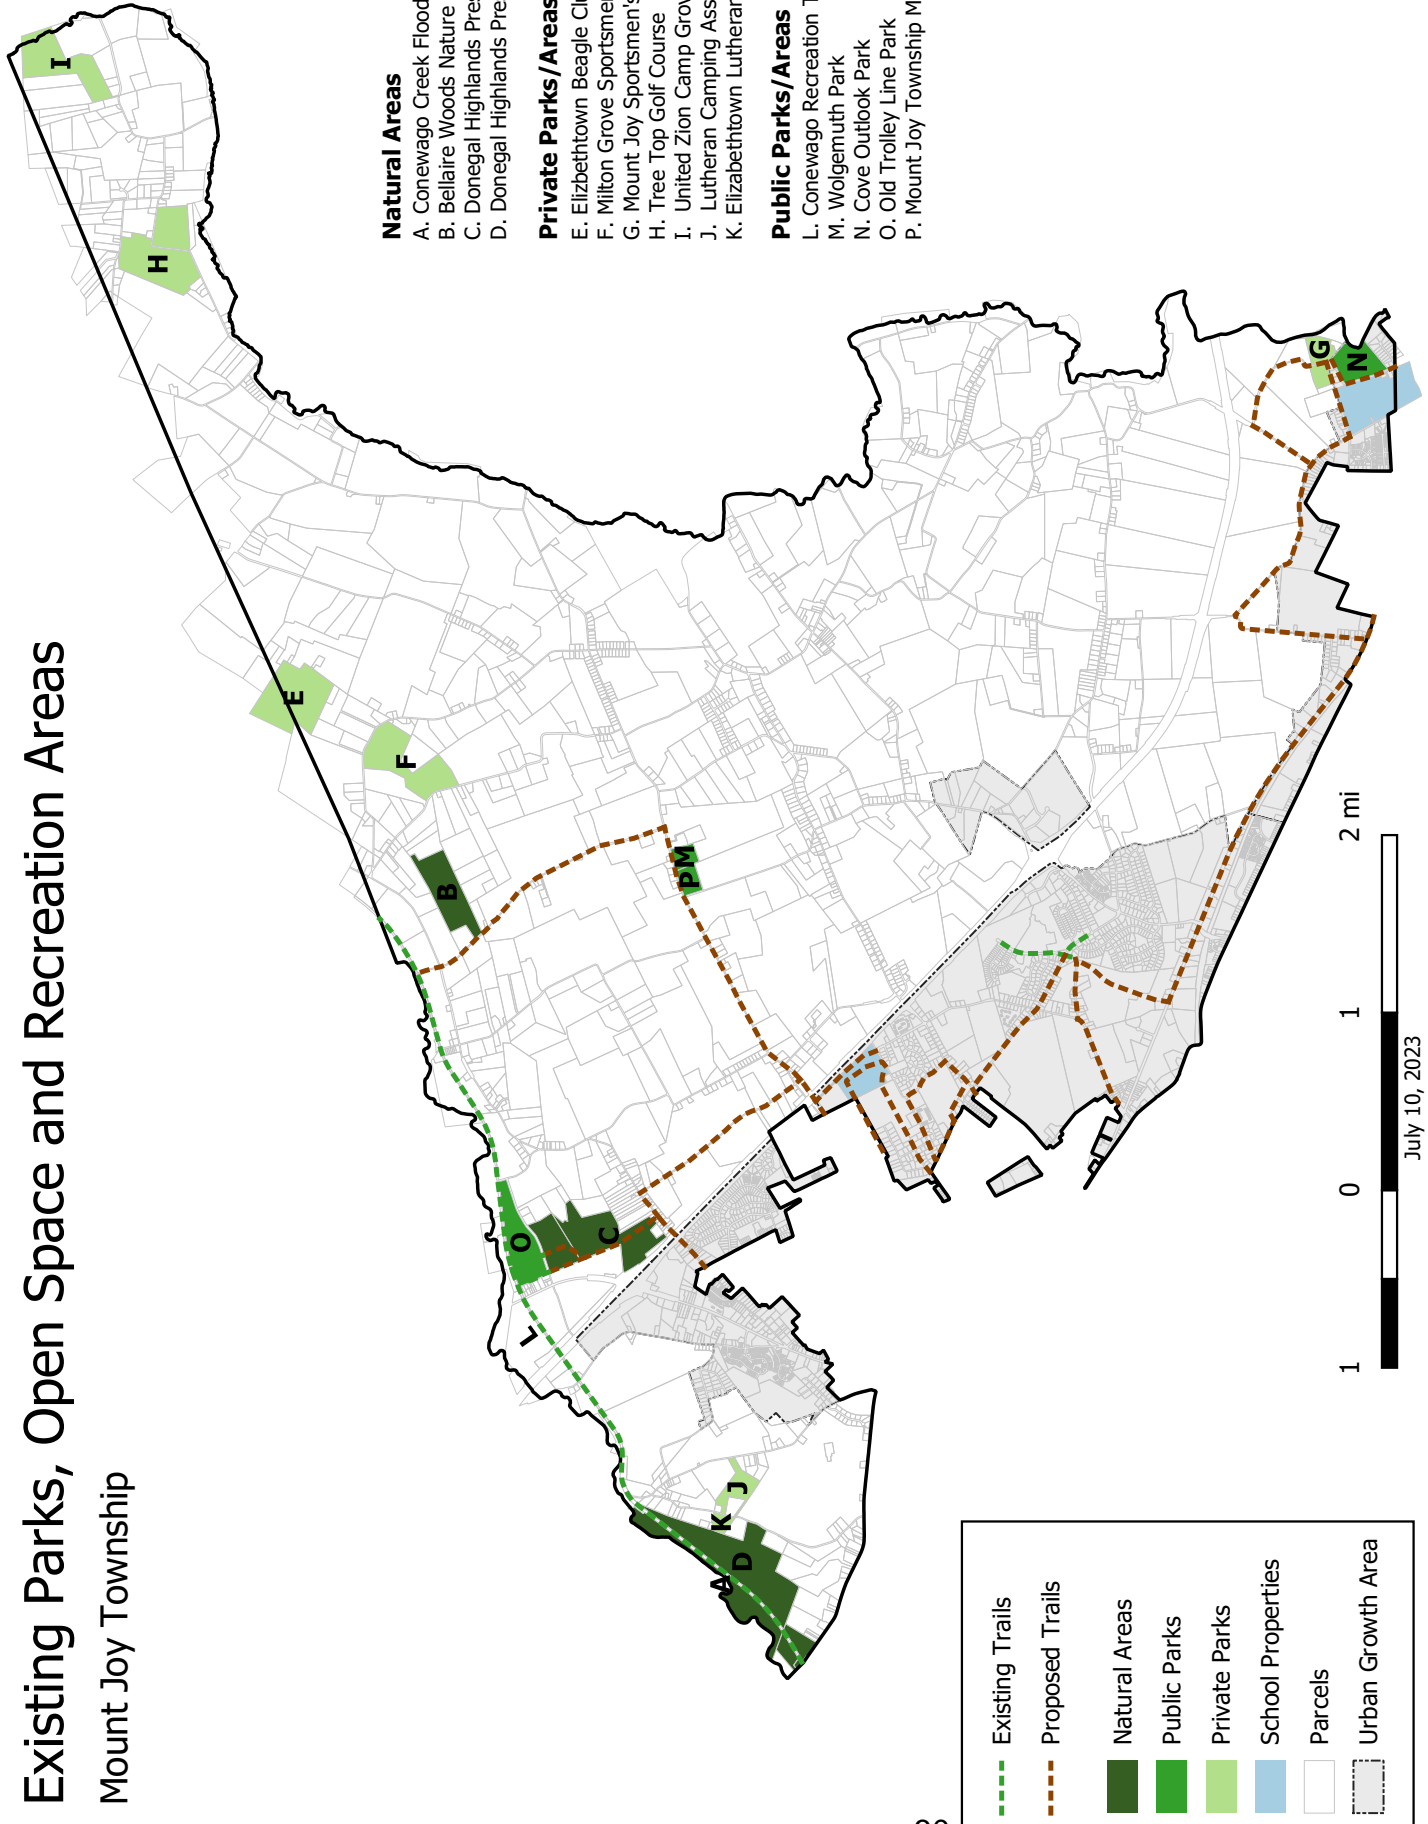 Existing Parks, Open Space and Recreation Areas
Mount Joy Township
I
H
E
F
B
P M
O
C
L
K
J
A
D
G
N
Natural Areas
A. Conewago Creek Flood
B. Bellaire Woods Nature
C. Donegal Highlands Pres
D. Donegal Highlands Pre
Private Parks/Areas
E. Elizbethtown Beagle Clu
F. Milton Grove Sportsmen
G. Mount Joy Sportsmen's
H. Tree Top Golf Course
I. United Zion Camp Grov
J. Lutheran Camping Ass
K. Elizabethtown Lutheran
Public Parks/Areas
L. Conewago Recreation T
M. Wolgemuth Park
N. Cove Outlook Park
O. Old Trolley Line Park
P. Mount Joy Township M
Existing Trails
Proposed Trails
Natural Areas
Public Parks
Private Parks
School Properties
Parcels
Urban Growth Area
1 0 1 2 mi
July 10, 2023